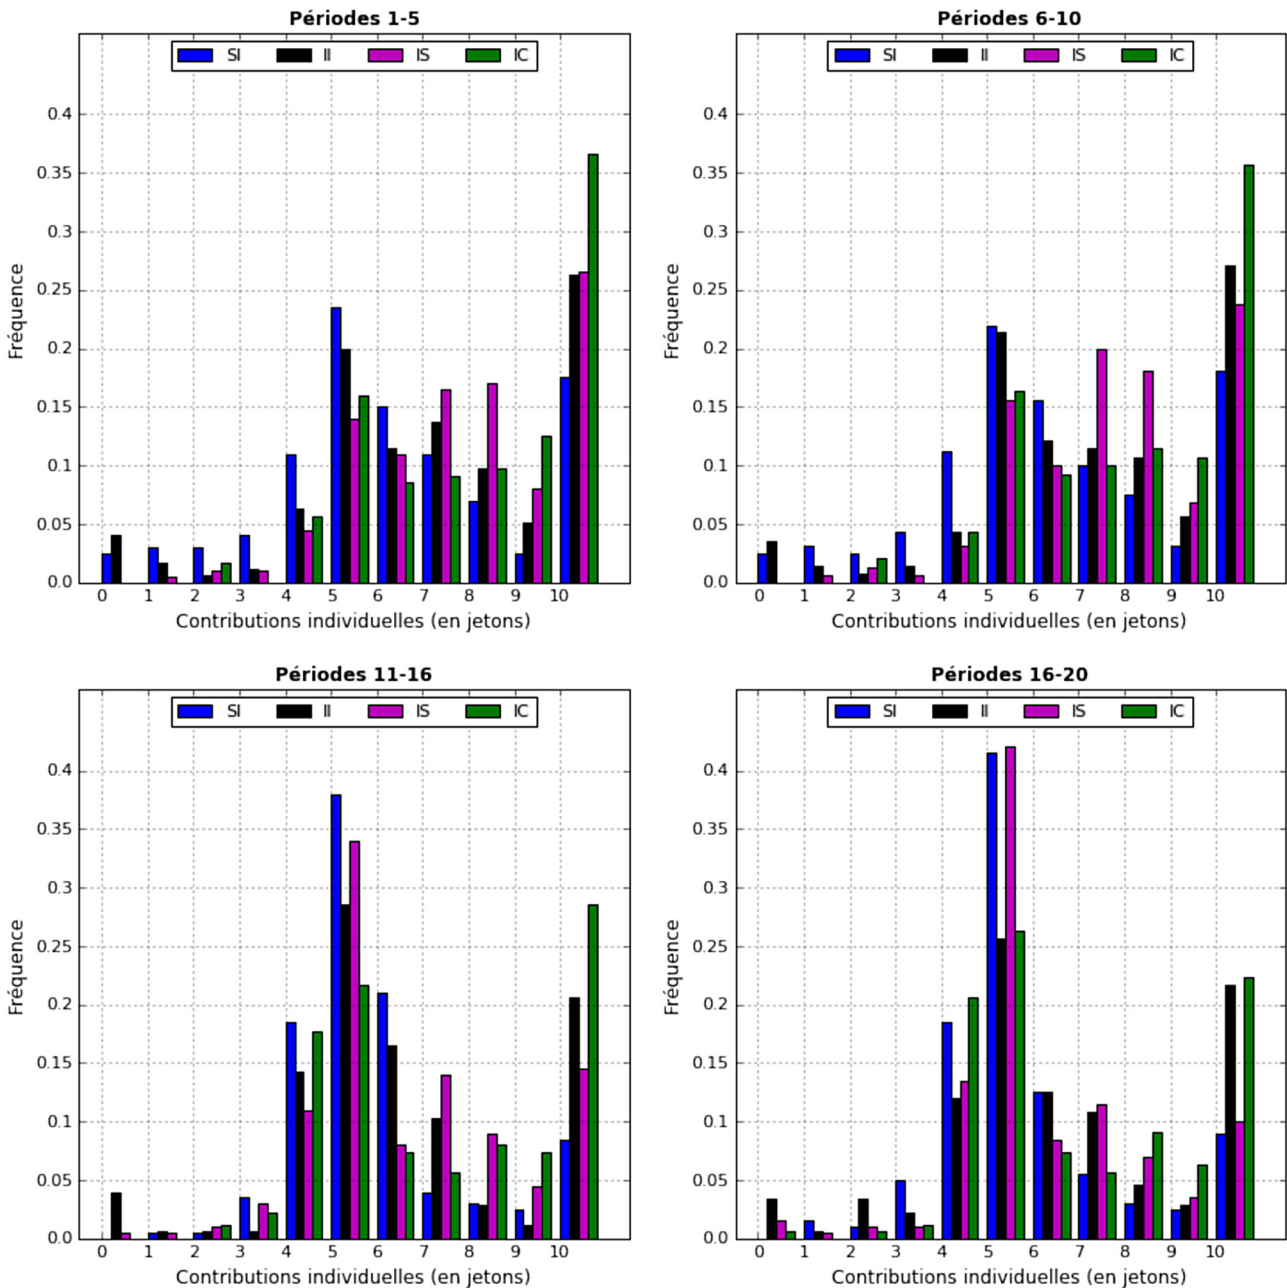 Périodes 1-5
SI II IS IC
0.4
0.35
0.3
0.25
0.2
0.15
0.1
0.05
0.0
Fréquence
0 1 2 3 4 5 6 7 8 9 10
Contributions individuelles (en jetons)
Périodes 6-10
SI II IS IC
0.4
0.35
0.3
0.25
0.2
0.15
0.1
0.05
0.0
Fréquence
0 1 2 3 4 5 6 7 8 9 10
Contributions individuelles (en jetons)
Périodes 11-16
SI II IS IC
0.4
0.35
0.3
0.25
0.2
0.15
0.1
0.05
0.0
Fréquence
0 1 2 3 4 5 6 7 8 9 10
Contributions individuelles (en jetons)
Périodes 16-20
SI II IS IC
0.4
0.35
0.3
0.25
0.2
0.15
0.1
0.05
0.0
Fréquence
0 1 2 3 4 5 6 7 8 9 10
Contributions individuelles (en jetons)